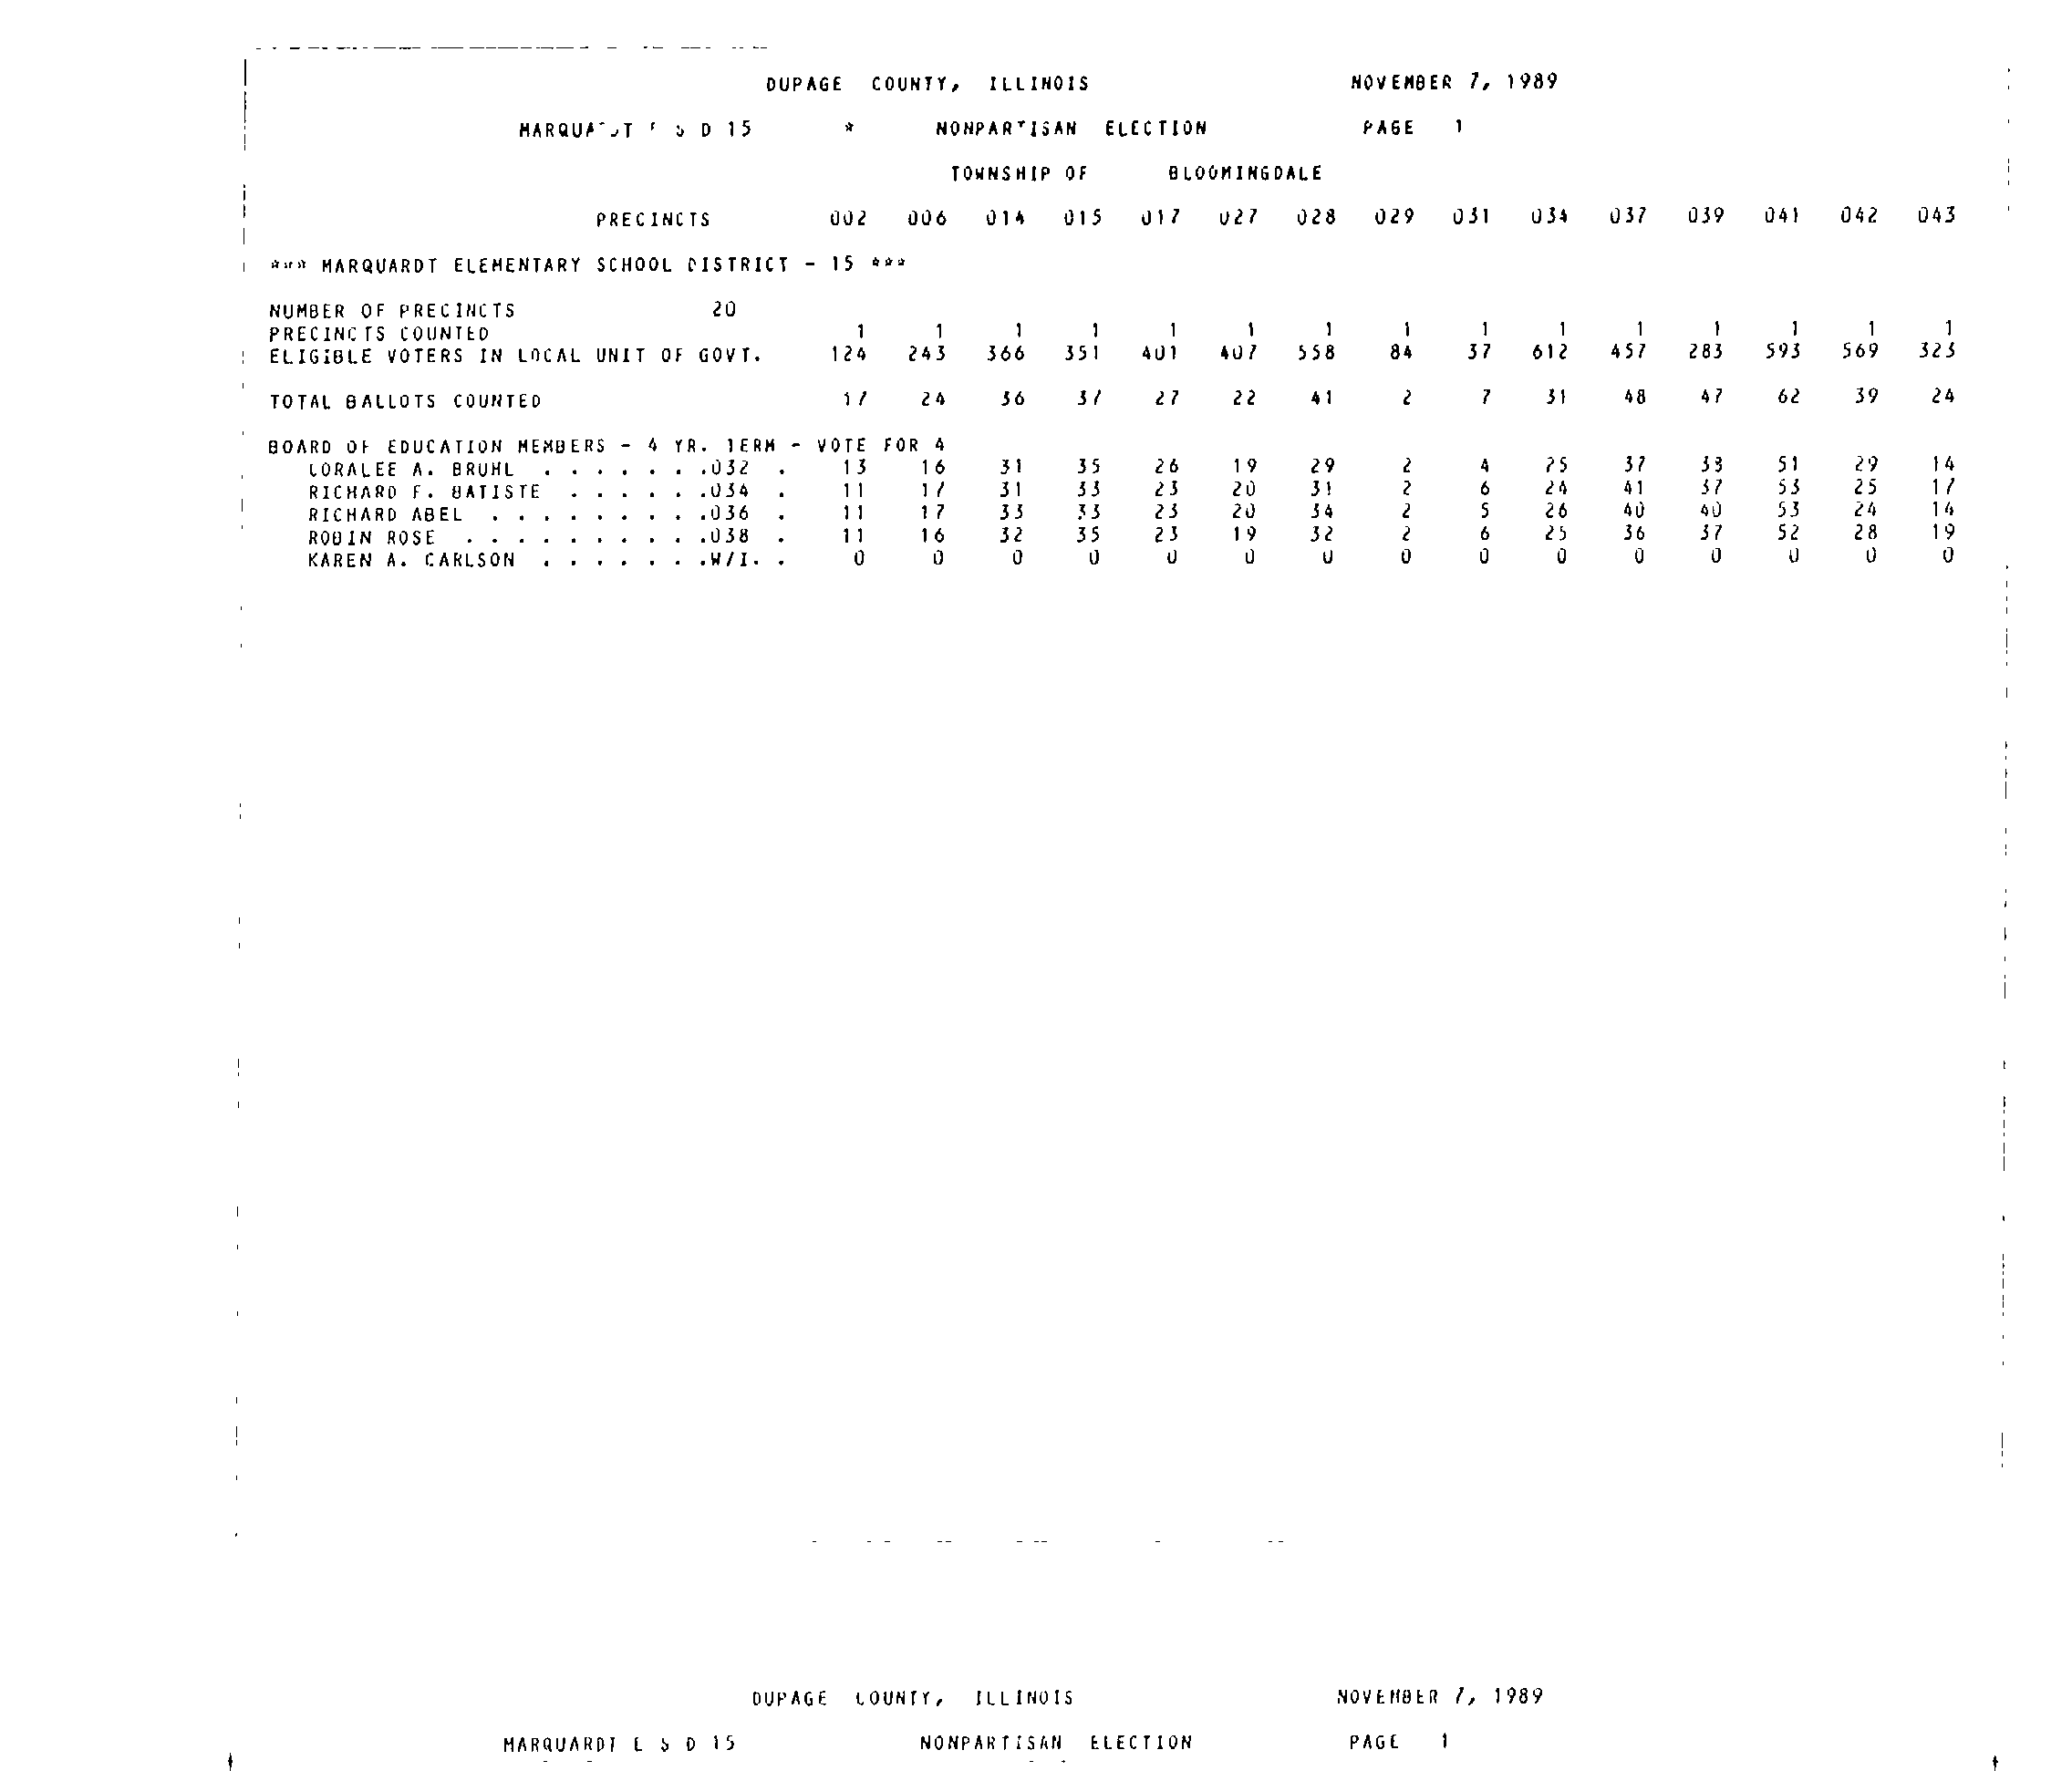 DUPAGE COUNTY, ILLINOIS NOVEMBER 7, 1989
D 15 * NONPARTISAN ELECTION PAGE 1
TOWNSHIP OF BLOOMINGDALE
PRECINCTS 002 006 014 015 017 027 028 029 031 034 037 039 041 042 043
*** MARQUARDT ELEMENTARY SCHOOL DISTRICT - 15 ***
NUMBER OF PRECINCTS 20
PRECINCTS COUNTED 1 1 1 1 1 1 1 1 1 1 1 1 1 1 1
ELIGIBLE VOTERS IN LOCAL UNIT OF GOVT. 124 243 366 351 401 407 558 84 37 612 457 283 593 569 323
TOTAL BALLOTS COUNTED 17 24 36 37 27 22 41 2 7 31 48 47 62 39 24
BOARD OF EDUCATION MEMBERS - 4 YR. TERM - VOTE FOR 4
LORALEE A. BRUHL . . . . . . .032 . 13 16 31 35 26 19 29 2 4 25 37 38 51 29 14
RICHARD F. BATISTE . . . . . .034 . 11 17 31 33 23 20 31 2 6 24 41 37 53 25 17
RICHARD ABEL . . . . . . . . .036 . 11 17 33 33 23 20 34 2 5 26 40 40 53 24 14
ROBIN ROSE . . . . . . . . . .038 . 11 16 32 35 23 19 32 2 6 25 36 37 52 28 19
KAREN A. CARLSON . . . . . . .W/I. . 0 0 0 0 0 0 0 0 0 0 0 0 0 0 0
DUPAGE COUNTY, ILLINOIS NOVEMBER 7, 1989
MARQUARDT E S D 15 NONPARTISAN ELECTION PAGE 1